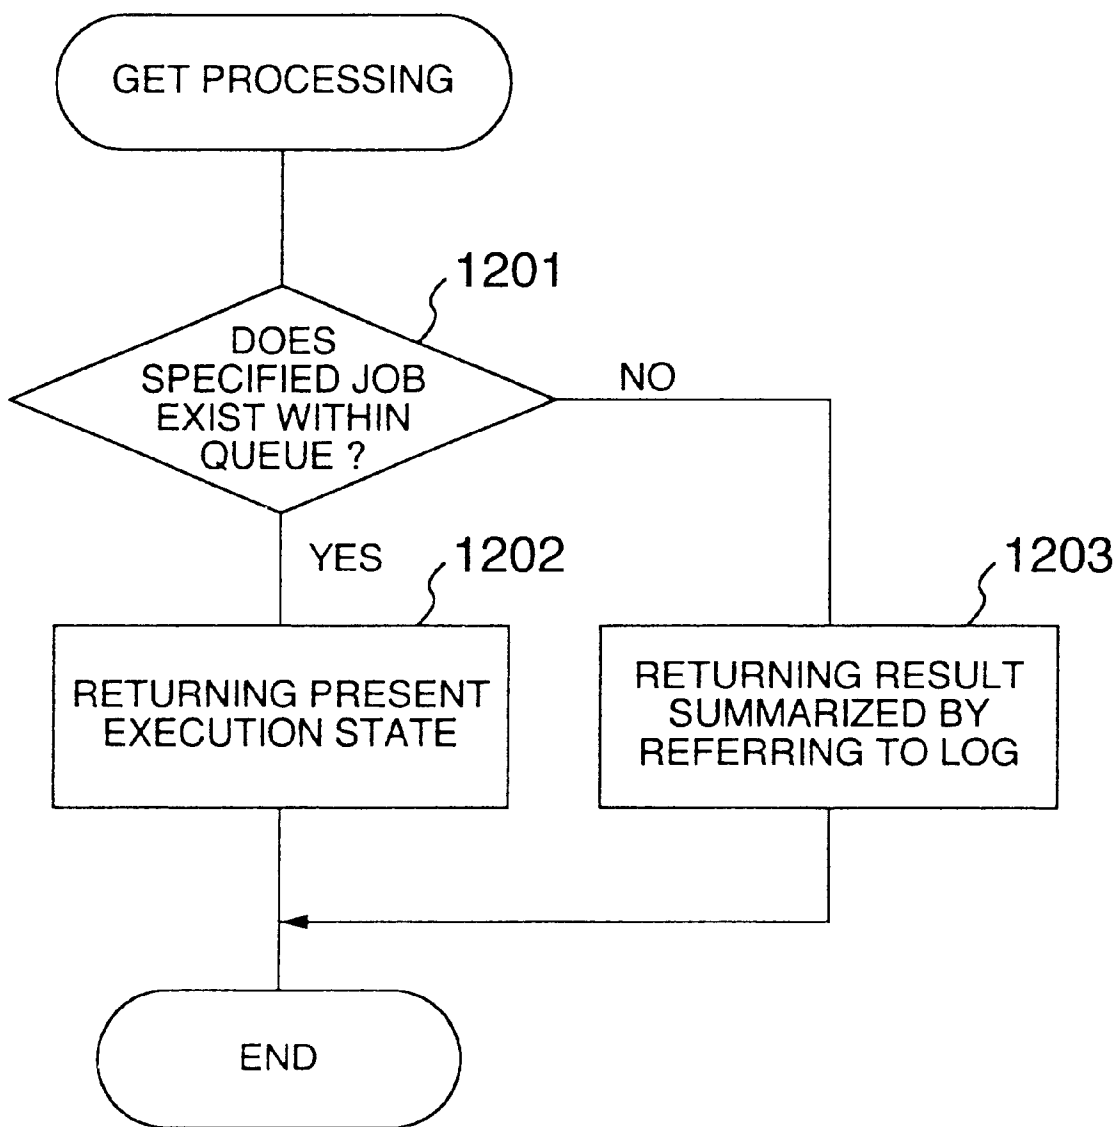 GET PROCESSING
1201
DOES
SPECIFIED JOB
EXIST WITHIN
QUEUE ?
NO
YES
1202
1203
RETURNING PRESENT
EXECUTION STATE
RETURNING RESULT
SUMMARIZED BY
REFERRING TO LOG
END